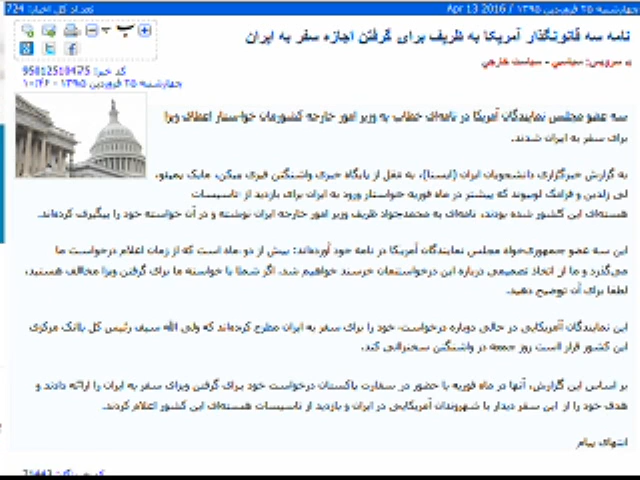 چهارشنبه ۲۵ فروردین ۱۳۹۵ / Apr 13 2016
تعداد کل اخبار: 724
نامه سه قانونگذار آمریکا به ظریف برای گرفتن اجازه سفر به ایران
سرویس: سیاسی - سیاست خارجی
کد خبر: 95012510475
چهارشنبه ۲۵ فروردین ۱۳۹۵ - ۱۰:۴۶
سه عضو مجلس نمایندگان آمریکا در نامه‌ای خطاب به وزیر امور خارجه کشورمان خواستار اعطای ویزا
برای سفر به ایران شدند.
به گزارش خبرگزاری دانشجویان ایران (ایسنا)، به نقل از پایگاه خبری واشنگتن فری بیکن، مایک پمپئو،
لی زلدین و فرانک لوبیوندو که پیشتر در ماه فوریه خواستار ورود به ایران برای بازدید از تاسیسات
هسته‌ای این کشور شده بودند، نامه‌ای به محمدجواد ظریف وزیر امور خارجه ایران نوشته و در آن خواسته خود را پیگیری کرده‌اند.
این سه عضو جمهوری‌خواه مجلس نمایندگان آمریکا در نامه خود آورده‌اند: بیش از دو ماه است که از زمان اعلام درخواست ما
می‌گذرد و ما از اتخاذ تصمیمی درباره این درخواستمان خرسند خواهیم شد. اگر شما با خواسته ما برای گرفتن ویزا مخالف هستید،
لطفا برای آن توضیح دهید.
این نمایندگان آمریکایی در حالی دوباره درخواست خود را برای سفر به ایران مطرح کرده‌اند که ولی الله سیف رئیس کل بانک مرکزی
این کشور قرار است روز جمعه در واشنگتن سخنرانی کند.
بر اساس این گزارش، آنها در ماه فوریه با حضور در سفارت پاکستان درخواست خود برای گرفتن ویزای سفر به ایران را ارائه دادند و
هدف خود را از این سفر دیدار با شهروندان آمریکایی در ایران و بازدید از تاسیسات هسته‌ای این کشور اعلام کردند.
انتهای پیام